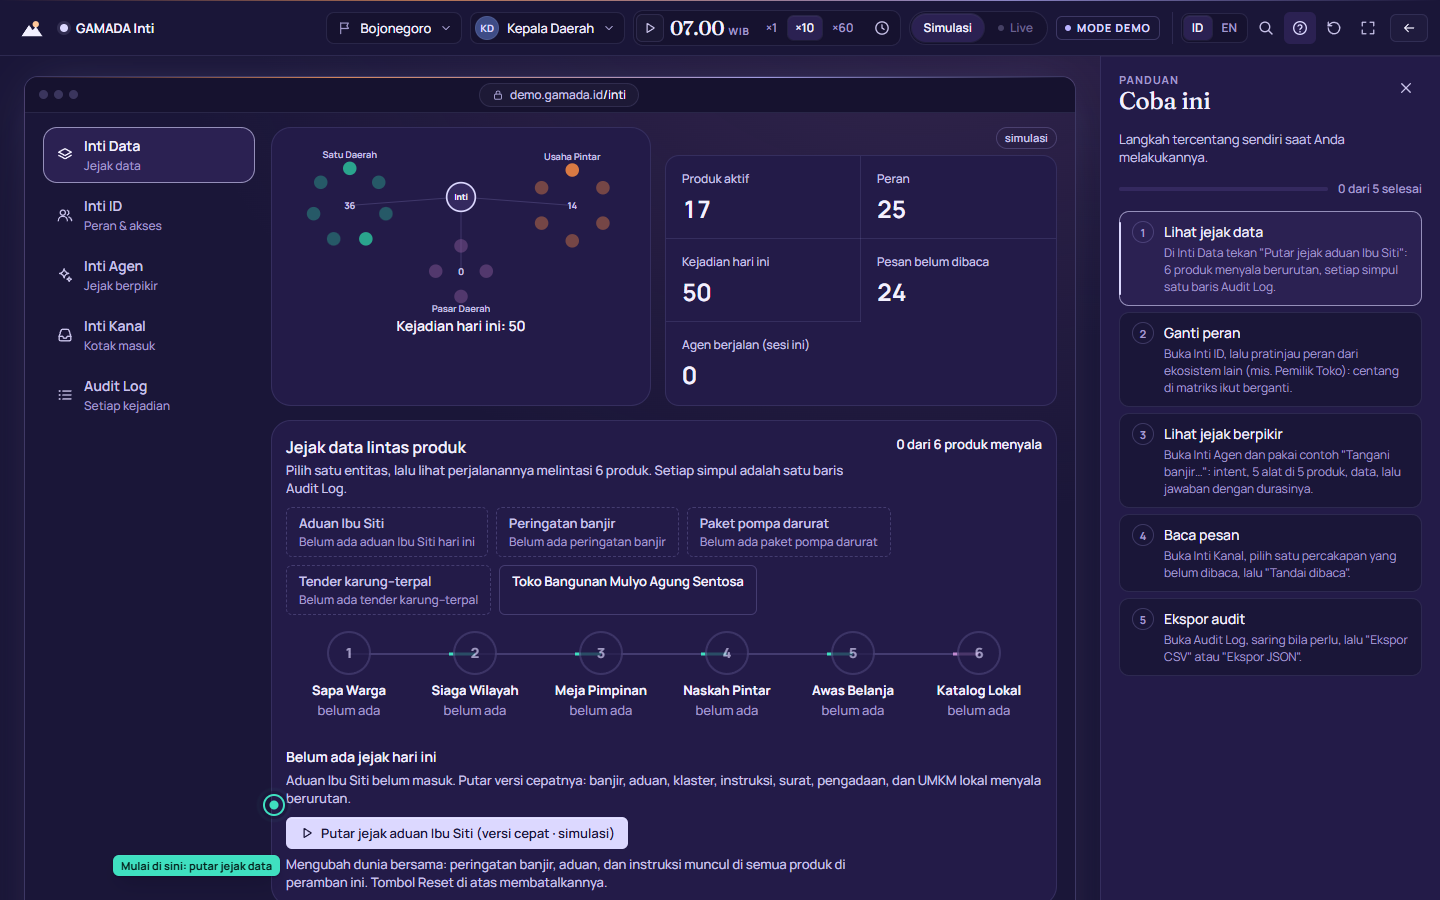 GAMADA Inti
Bojonegoro
KD Kepala Daerah
07.00 WIB
×1 ×10 ×60
Simulasi Live
MODE DEMO
ID EN
demo.gamada.id/inti
Inti Data
Jejak data
Inti ID
Peran & akses
Inti Agen
Jejak berpikir
Inti Kanal
Kotak masuk
Audit Log
Setiap kejadian
Satu Daerah
36
Inti
Usaha Pintar
14
0
Pasar Daerah
Kejadian hari ini: 50
simulasi
Produk aktif
17
Peran
25
Kejadian hari ini
50
Pesan belum dibaca
24
Agen berjalan (sesi ini)
0
Jejak data lintas produk
0 dari 6 produk menyala
Pilih satu entitas, lalu lihat perjalanannya melintasi 6 produk. Setiap simpul adalah satu baris
Audit Log.
Aduan Ibu Siti
Belum ada aduan Ibu Siti hari ini
Peringatan banjir
Belum ada peringatan banjir
Paket pompa darurat
Belum ada paket pompa darurat
Tender karung-terpal
Belum ada tender karung-terpal
Toko Bangunan Mulyo Agung Sentosa
1 2 3 4 5 6
Sapa Warga
belum ada
Siaga Wilayah
belum ada
Meja Pimpinan
belum ada
Naskah Pintar
belum ada
Awas Belanja
belum ada
Katalog Lokal
belum ada
Belum ada jejak hari ini
Aduan Ibu Siti belum masuk. Putar versi cepatnya: banjir, aduan, klaster, instruksi, surat, pengadaan, dan UMKM lokal menyala
berurutan.
Putar jejak aduan Ibu Siti (versi cepat · simulasi)
Mulai di sini: putar jejak data
Mengubah dunia bersama: peringatan banjir, aduan, dan instruksi muncul di semua produk di
peramban ini. Tombol Reset di atas membatalkannya.
PANDUAN
Coba ini
Langkah tercentang sendiri saat Anda
melakukannya.
0 dari 5 selesai
1 Lihat jejak data
Di Inti Data tekan "Putar jejak aduan Ibu Siti":
6 produk menyala berurutan, setiap simpul
satu baris Audit Log.
2 Ganti peran
Buka Inti ID, lalu pratinjau peran dari
ekosistem lain (mis. Pemilik Toko): centang
di matriks ikut berganti.
3 Lihat jejak berpikir
Buka Inti Agen dan pakai contoh "Tangani
banjir…": intent, 5 alat di 5 produk, data, lalu
jawaban dengan durasinya.
4 Baca pesan
Buka Inti Kanal, pilih satu percakapan yang
belum dibaca, lalu "Tandai dibaca".
5 Ekspor audit
Buka Audit Log, saring bila perlu, lalu "Ekspor
CSV" atau "Ekspor JSON".